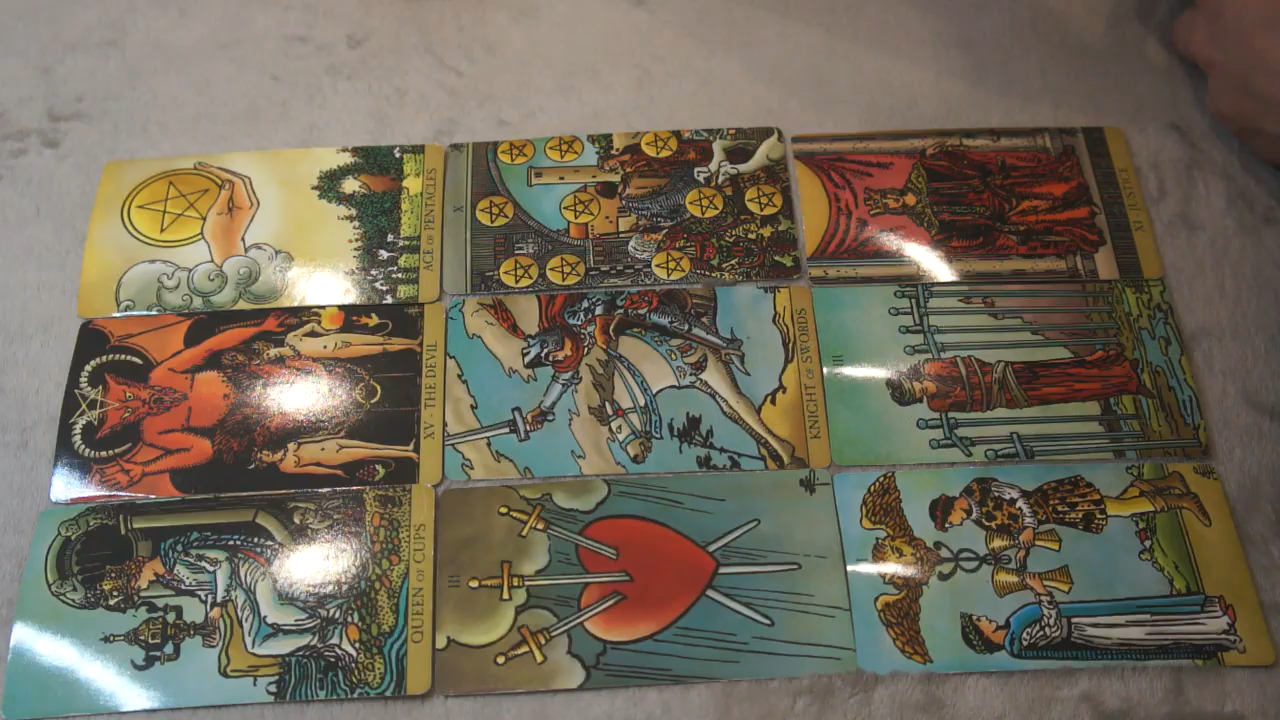 ACE OF PENTACLES
X
XI · JUSTICE
XV - THE DEVIL
KNIGHT OF SWORDS
III
QUEEN OF CUPS
III